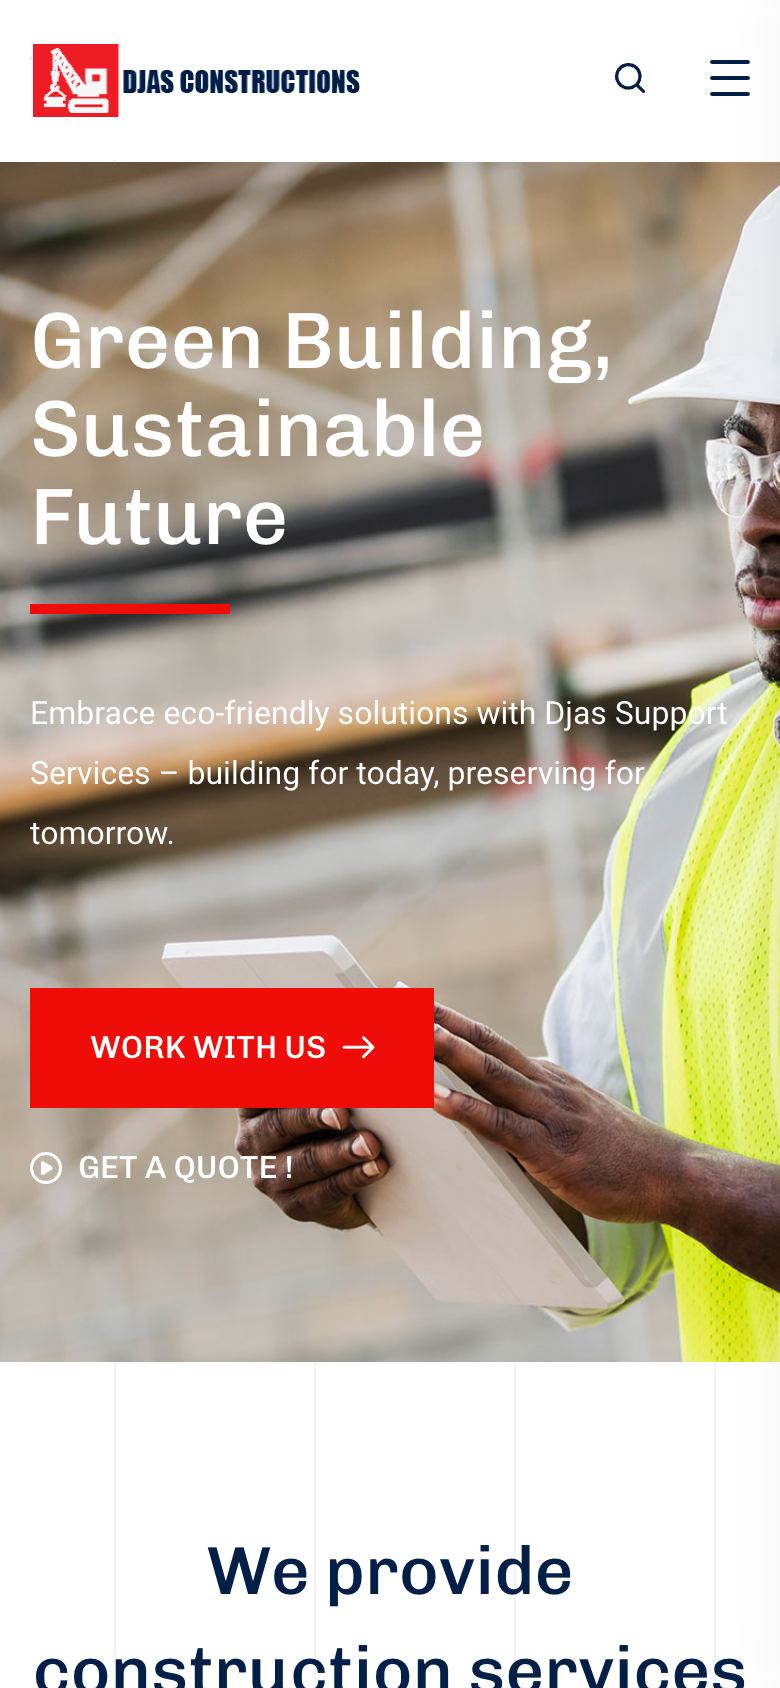 DJAS CONSTRUCTIONS
Green Building,
Sustainable
Future
Embrace eco-friendly solutions with Djas Support
Services – building for today, preserving for
tomorrow.
WORK WITH US
GET A QUOTE !
We provide
construction services